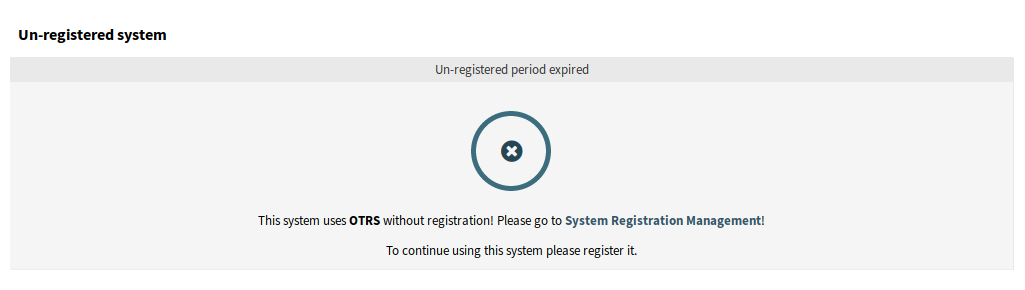 Un-registered system
Un-registered period expired
This system uses OTRS without registration! Please go to System Registration Management!
To continue using this system please register it.